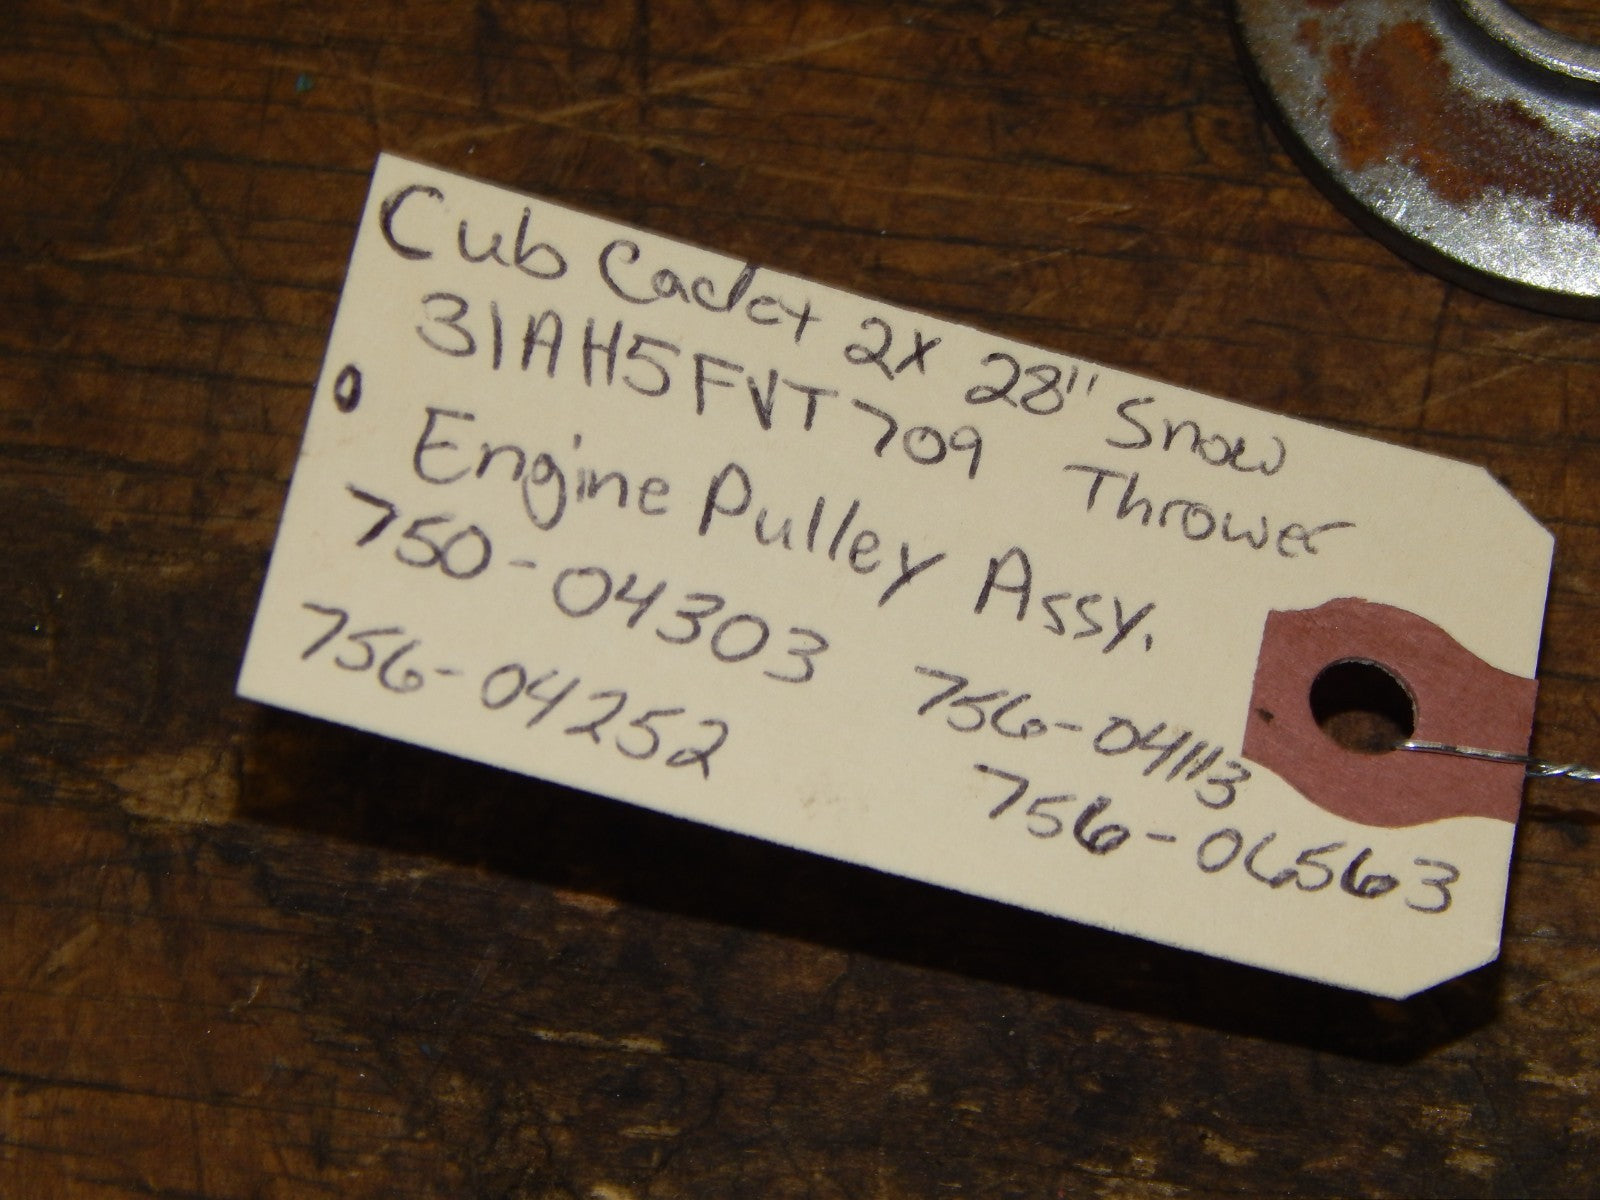 Cub Cadet 2X 28" Snow
Thrower
31AH5FVT709
Engine Pulley Assy.
750-04303
756-04113
756-04252
756-06563